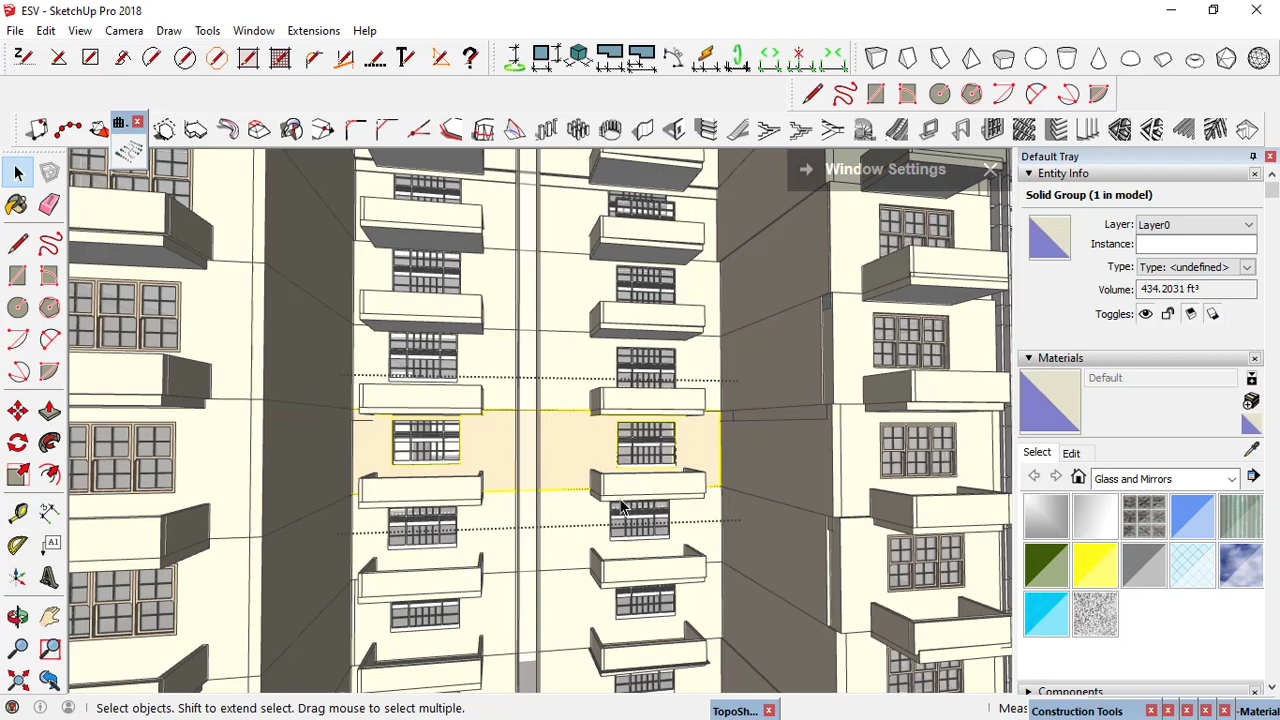 ESV - SketchUp Pro 2018
File Edit View Camera Draw Tools Window Extensions Help
Window Settings
Default Tray
Entity Info
Solid Group (1 in model)
Layer: Layer0
Instance:
Type: Type: <undefined>
Volume: 434.2031 ft³
Toggles:
Materials
Default
Select Edit
Glass and Mirrors
A1
Components
Select objects. Shift to extend select. Drag mouse to select multiple.
TopoSh...
Meas
Construction Tools
-Material